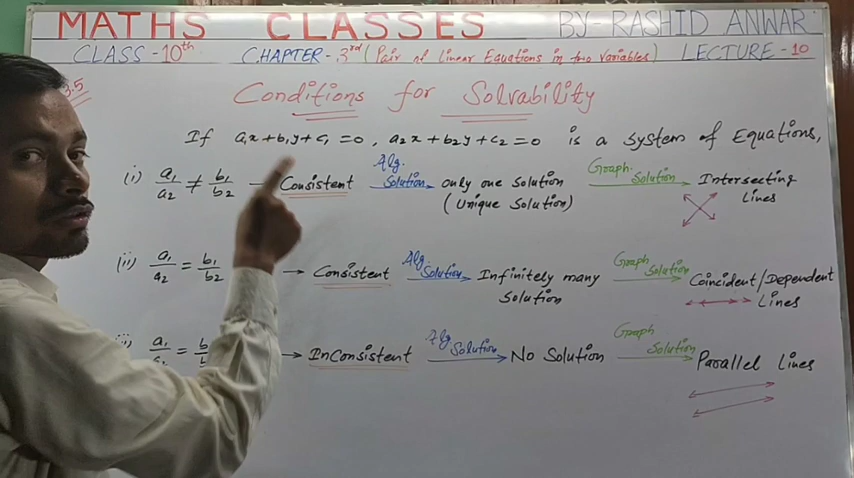 MATHS CLASSES BY-RASHID ANWAR
CLASS-10th CHAPTER-3rd (Pair of Linear Equations in two Variables) LECTURE-10
3.5
Conditions for Solvability
If a₁x+b₁y+c₁=0, a₂x+b₂y+c₂=0 is a system of Equations,
(i) a₁/a₂ ≠ b₁/b₂ → Consistent Alg. Solution → only one Solution (Unique Solution) Graph. Solution → Intersecting Lines
(ii) a₁/a₂ = b₁/b₂ → Consistent Alg. Solution → Infinitely many Solution Graph Solution → Coincident/Dependent Lines
a₁ = b → InConsistent Alg Solution → No Solution Graph Solution → Parallel Lines